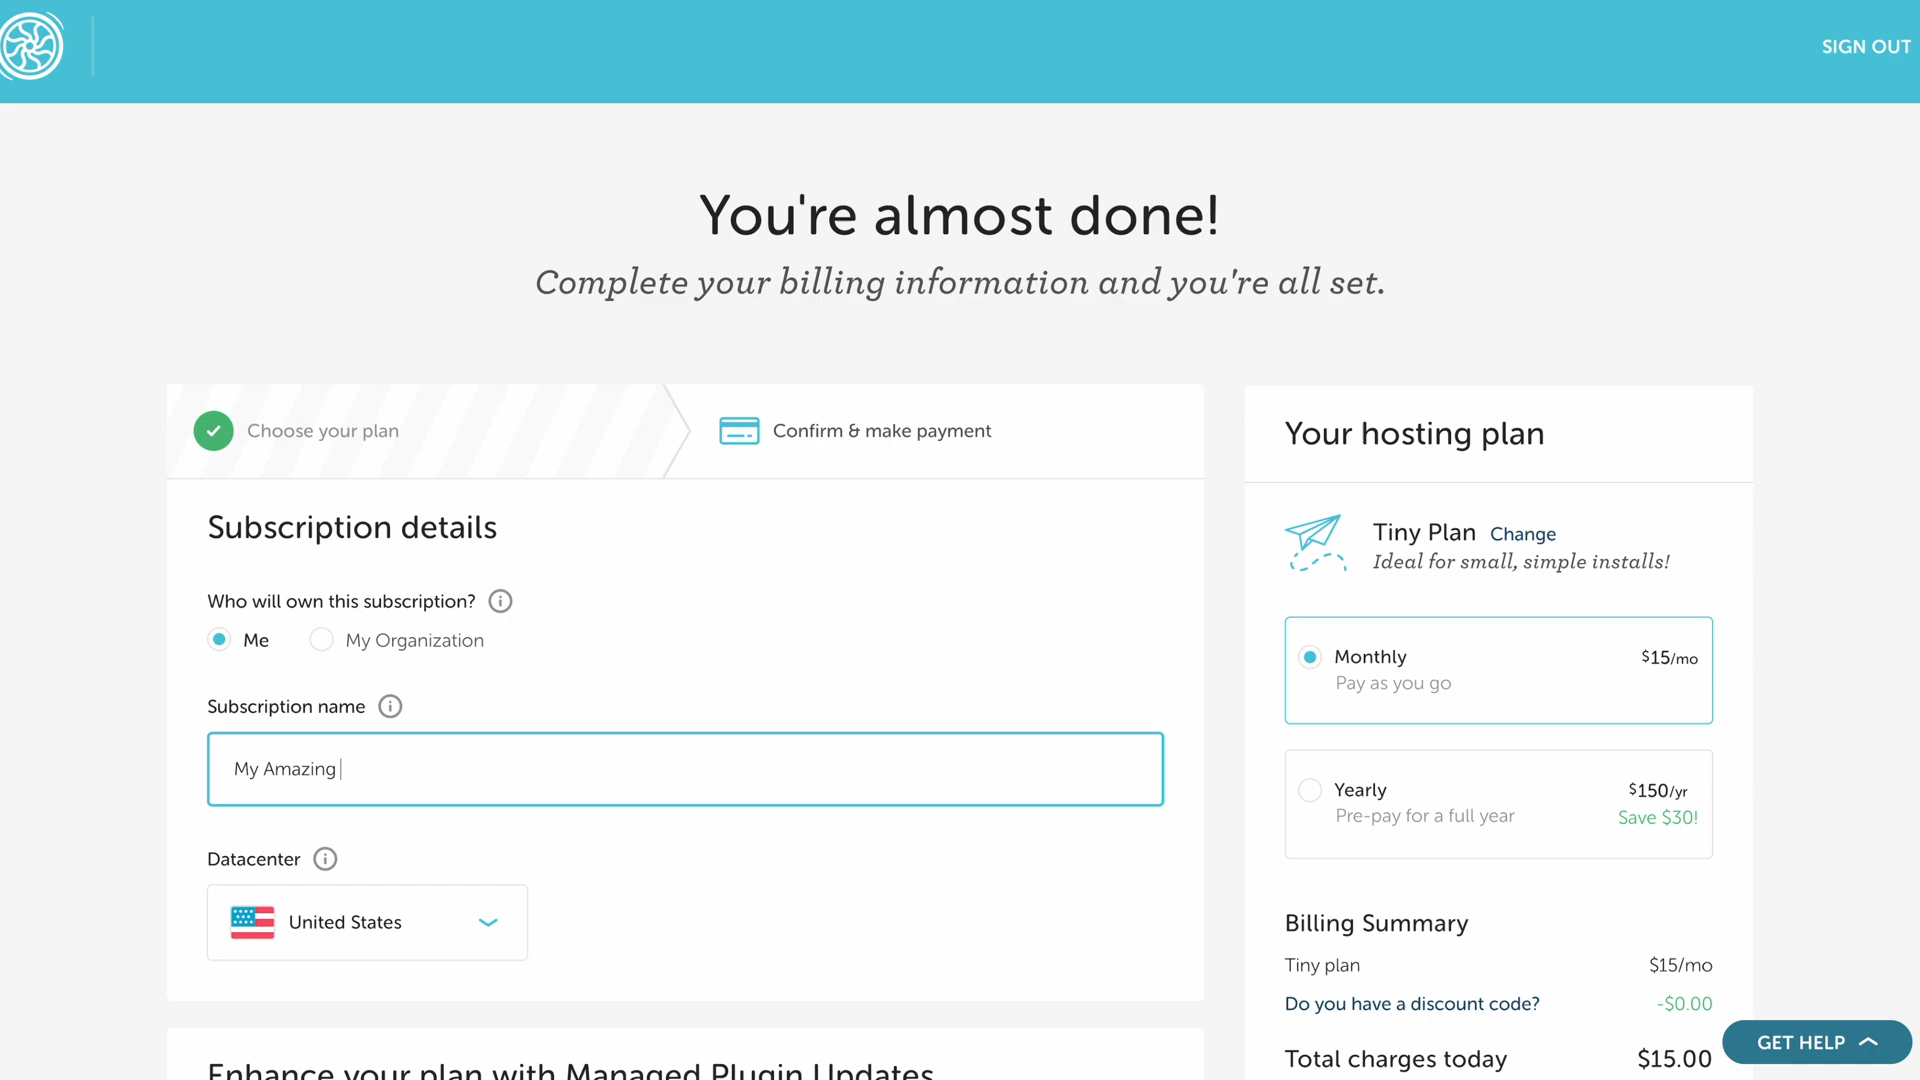 SIGN OUT
You're almost done!
Complete your billing information and you're all set.
Choose your plan
Confirm & make payment
Subscription details
Who will own this subscription?
Me
My Organization
Subscription name
My Amazing
Datacenter
United States
Enhance your plan with Managed Plugin Updates
Your hosting plan
Tiny Plan Change
Ideal for small, simple installs!
Monthly $15/mo
Pay as you go
Yearly $150/yr
Pre-pay for a full year Save $30!
Billing Summary
Tiny plan $15/mo
Do you have a discount code? -$0.00
Total charges today $15.00
GET HELP